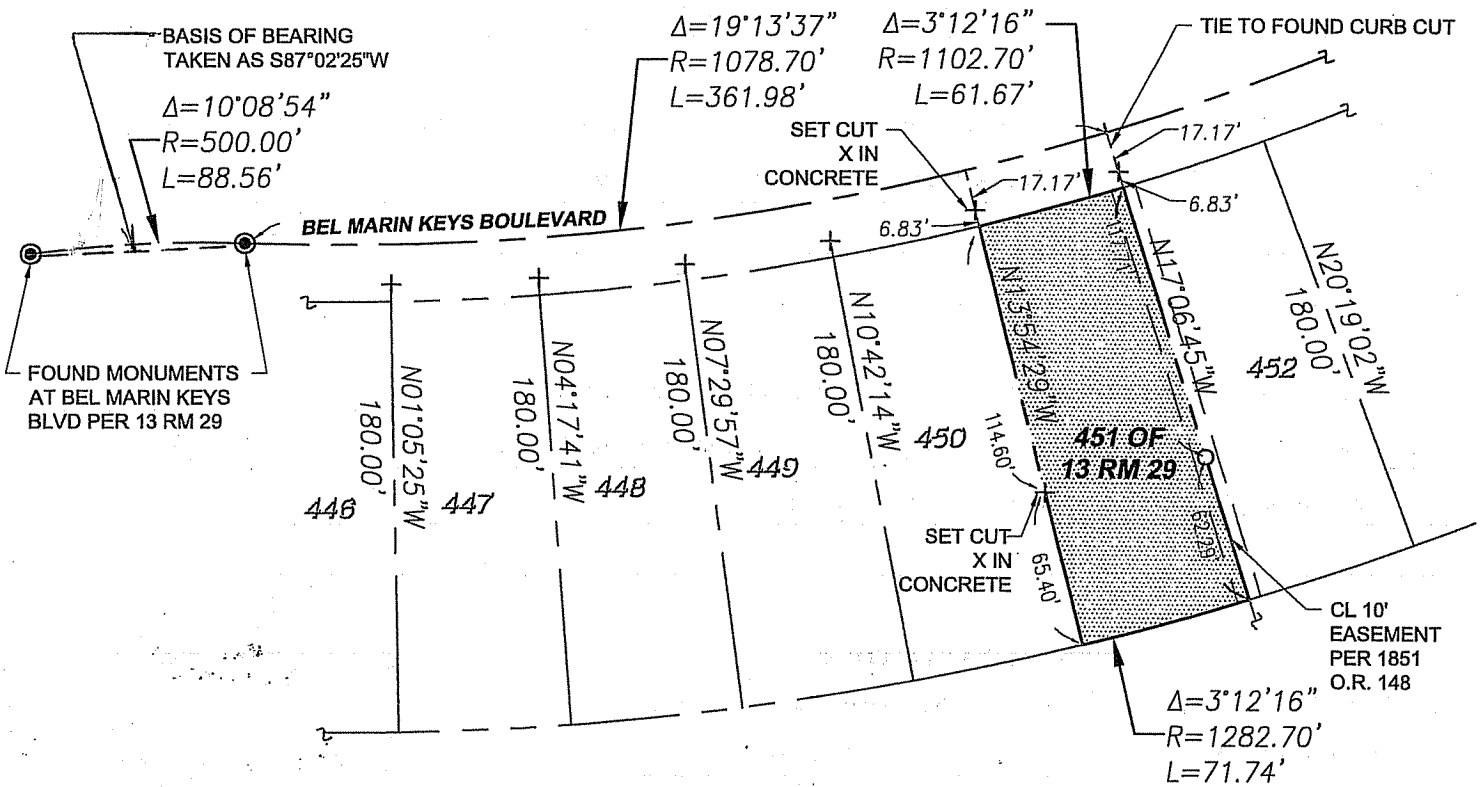 BASIS OF BEARING
TAKEN AS S87°02'25"W
Δ=10°08'54"
R=500.00'
L=88.56'
Δ=19°13'37"
R=1078.70'
L=361.98'
Δ=3°12'16"
R=1102.70'
L=61.67'
TIE TO FOUND CURB CUT
SET CUT
X IN
CONCRETE
17.17'
17.17'
6.83'
6.83'
BEL MARIN KEYS BOULEVARD
FOUND MONUMENTS
AT BEL MARIN KEYS
BLVD PER 13 RM 29
446
N01°05'25"W
180.00'
447
N04°17'41"W
180.00'
448
N07°29'57"W
180.00'
449
N10°42'14"W
180.00'
450
N13°54'29"W
114.60'
65.40'
SET CUT
X IN
CONCRETE
451 OF
13 RM 29
N17°06'45"W
62.29'
452
N20°19'02"W
180.00'
CL 10'
EASEMENT
PER 1851
O.R. 148
Δ=3°12'16"
R=1282.70'
L=71.74'